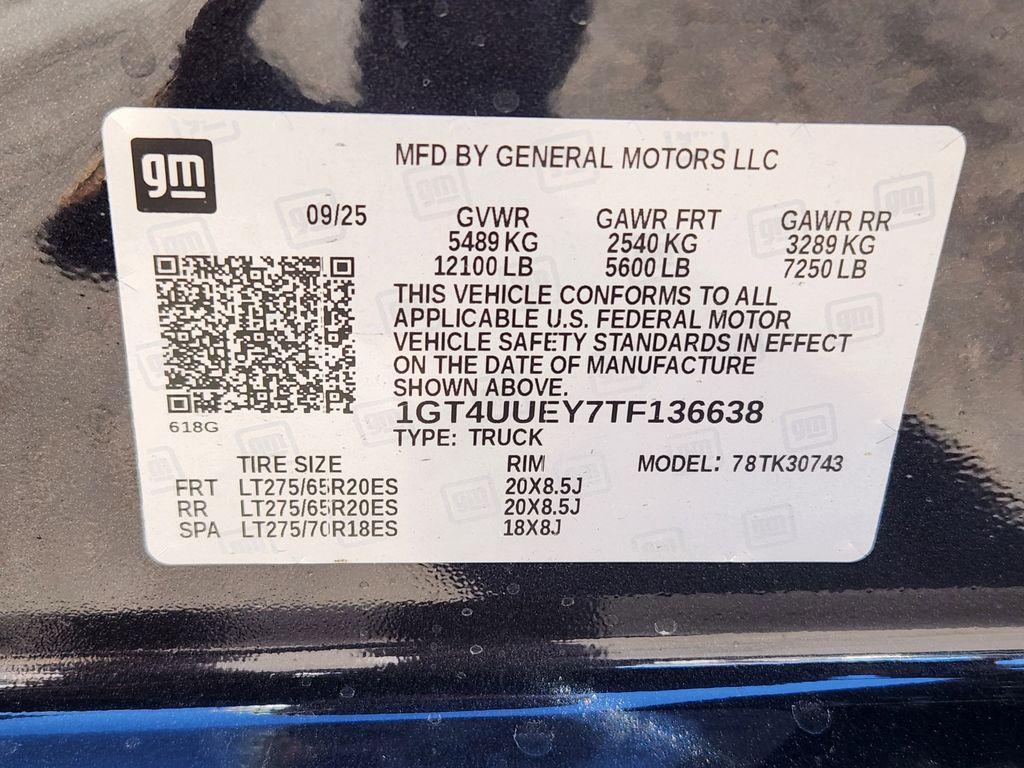 gm
MFD BY GENERAL MOTORS LLC
09/25 GVWR GAWR FRT GAWR RR
5489 KG 2540 KG 3289 KG
12100 LB 5600 LB 7250 LB
THIS VEHICLE CONFORMS TO ALL
APPLICABLE U.S. FEDERAL MOTOR
VEHICLE SAFETY STANDARDS IN EFFECT
ON THE DATE OF MANUFACTURE
SHOWN ABOVE.
1GT4UUEY7TF136638
618G
TYPE: TRUCK
TIRE SIZE RIM MODEL: 78TK30743
FRT LT275/65R20ES 20X8.5J
RR LT275/65R20ES 20X8.5J
SPA LT275/70R18ES 18X8J